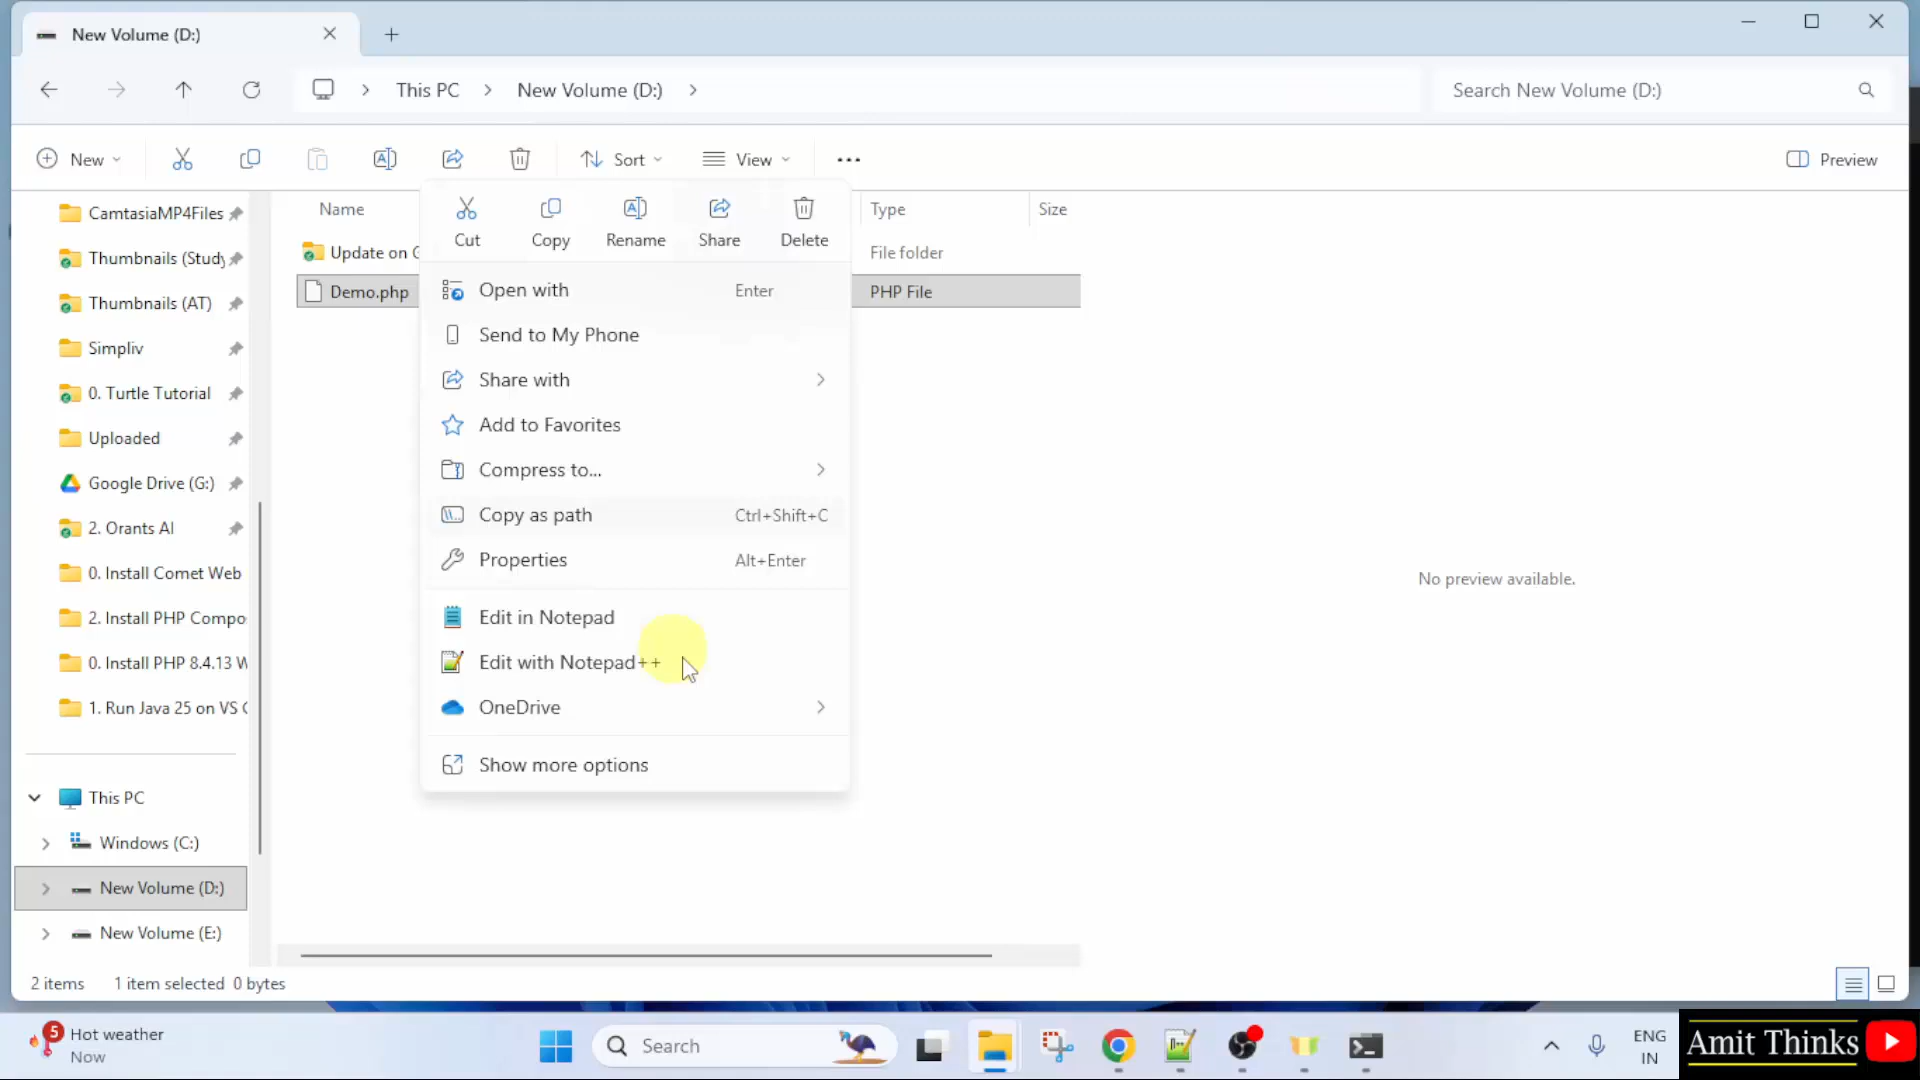 New Volume (D:)
This PC
New Volume (D:)
Search New Volume (D:)
New
Sort
View
Preview
CamtasiaMP4Files
Thumbnails (Study
Thumbnails (AT)
Simpliv
0. Turtle Tutorial
Uploaded
Google Drive (G:)
2. Orants AI
0. Install Comet Web
2. Install PHP Compo
0. Install PHP 8.4.13 W
1. Run Java 25 on VS C
This PC
Windows (C:)
New Volume (D:)
New Volume (E:)
Name
Type
Size
Update on G
File folder
Demo.php
PHP File
Cut
Copy
Rename
Share
Delete
Open with
Enter
Send to My Phone
Share with
Add to Favorites
Compress to...
Copy as path
Ctrl+Shift+C
Properties
Alt+Enter
Edit in Notepad
Edit with Notepad++
OneDrive
Show more options
No preview available.
2 items
1 item selected 0 bytes
5
Hot weather
Now
Search
ENG
IN
Amit Thinks